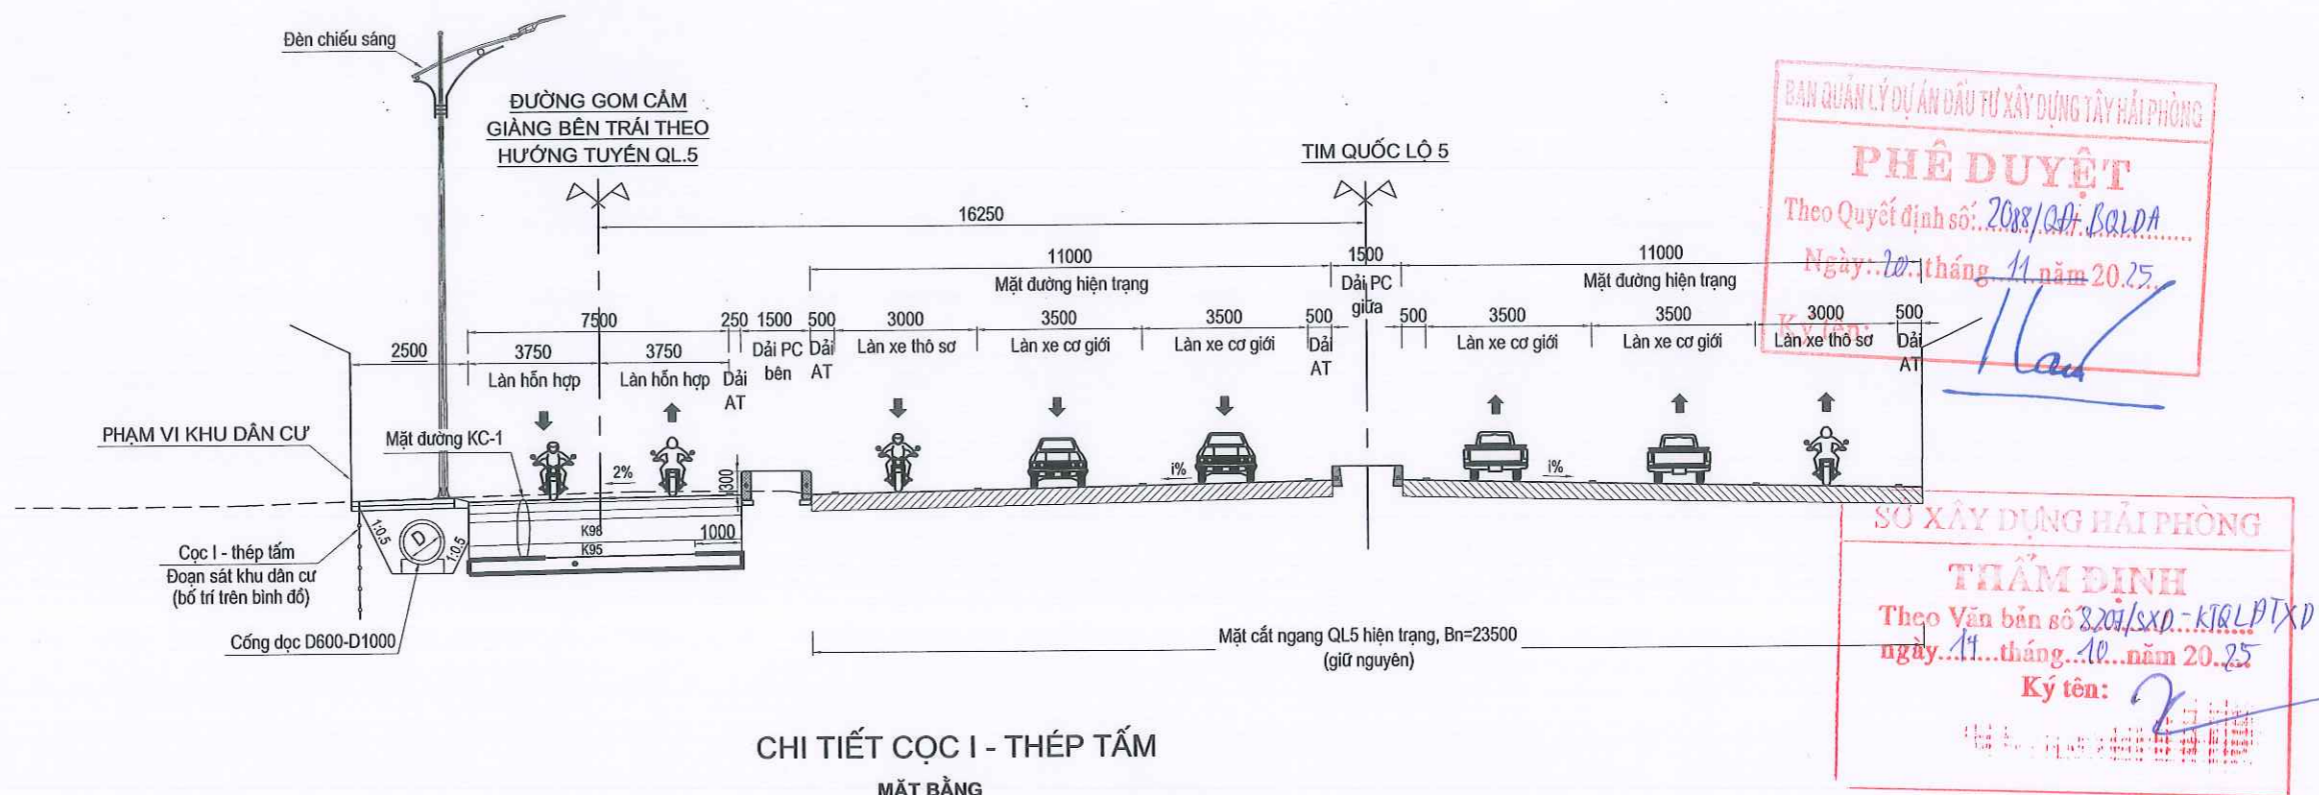 Đèn chiếu sáng
ĐƯỜNG GOM CẨM
GIÀNG BÊN TRÁI THEO
HƯỚNG TUYẾN QL.5
TIM QUỐC LỘ 5
16250
11000
1500
11000
Mặt đường hiện trạng
Dải PC
giữa
Mặt đường hiện trạng
7500
250
1500
500
3000
3500
3500
500
500
3500
3500
3000
500
2500
3750
3750
Dải PC
bên
Dải
AT
Làn xe thô sơ
Làn xe cơ giới
Làn xe cơ giới
Dải
AT
Làn xe cơ giới
Làn xe cơ giới
Làn xe thô sơ
Dải
AT
Làn hỗn hợp
Làn hỗn hợp
Dải
AT
PHẠM VI KHU DÂN CƯ
Mặt đường KC-1
2%
300
i%
i%
1:0.5
D
1:0.5
K98
K95
1000
Cọc I - thép tấm
Đoạn sát khu dân cư
(bố trí trên bình đồ)
Cống dọc D600-D1000
Mặt cắt ngang QL5 hiện trạng, Bn=23500
(giữ nguyên)
CHI TIẾT CỌC I - THÉP TẤM
MẶT BẰNG
BAN QUẢN LÝ DỰ ÁN ĐẦU TƯ XÂY DỰNG TÂY HẢI PHÒNG
PHÊ DUYỆT
Theo Quyết định số: 2088/QĐ-BQLDA
Ngày: 20 tháng 11 năm 2025
Ký tên:
SỞ XÂY DỰNG HẢI PHÒNG
THẨM ĐỊNH
Theo Văn bản số 8207/SXD-KTQLĐTXD
ngày 14 tháng 10 năm 2025
Ký tên: